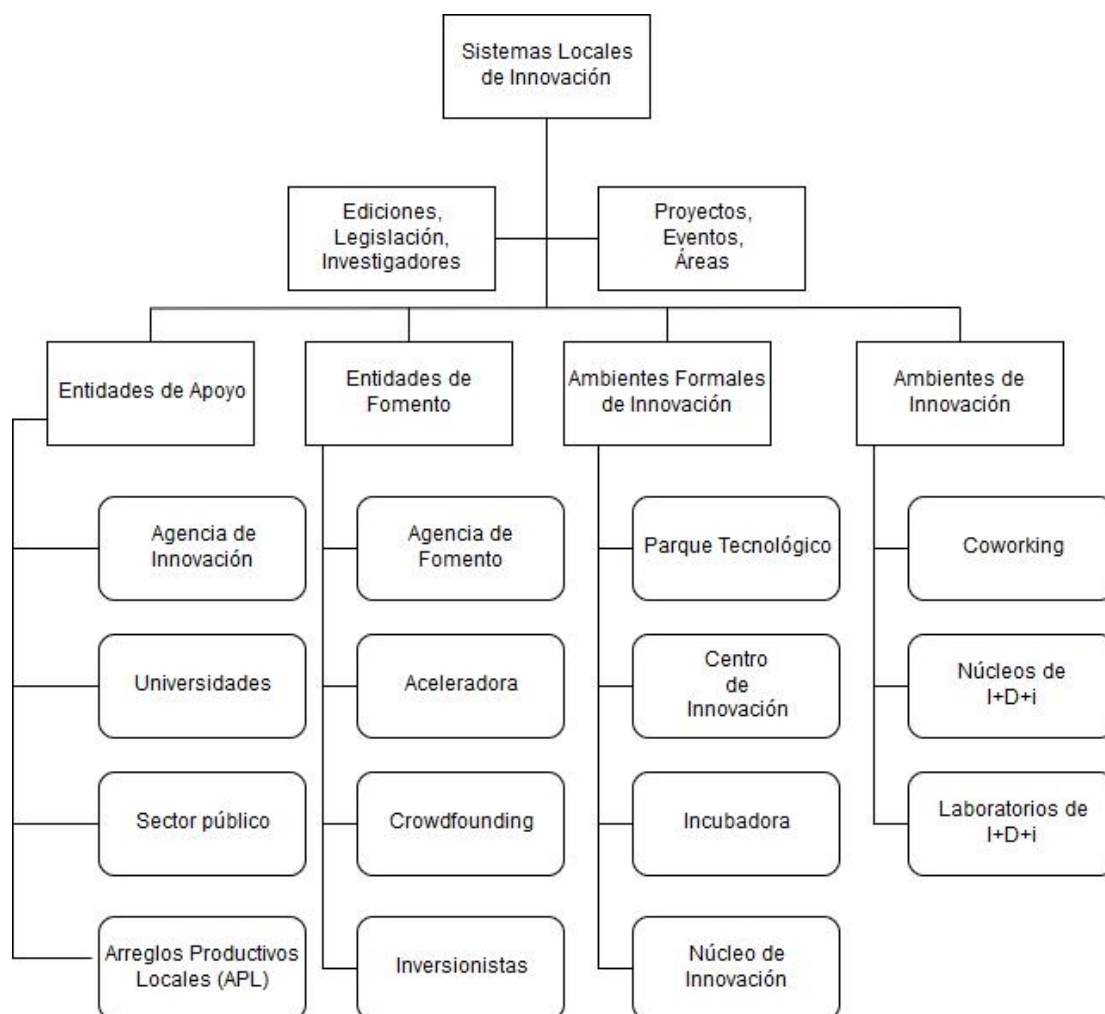 Sistemas Locales
de Innovación
Ediciones,
Legislación,
Investigadores
Proyectos,
Eventos,
Áreas
Entidades de Apoyo
Entidades de
Fomento
Ambientes Formales
de Innovación
Ambientes de
Innovación
Agencia de
Innovación
Agencia de
Fomento
Parque Tecnológico
Coworking
Universidades
Aceleradora
Centro
de
Innovación
Núcleos de
I+D+i
Sector público
Crowdfounding
Incubadora
Laboratorios de
I+D+i
Arreglos Productivos
Locales (APL)
Inversionistas
Núcleo de
Innovación